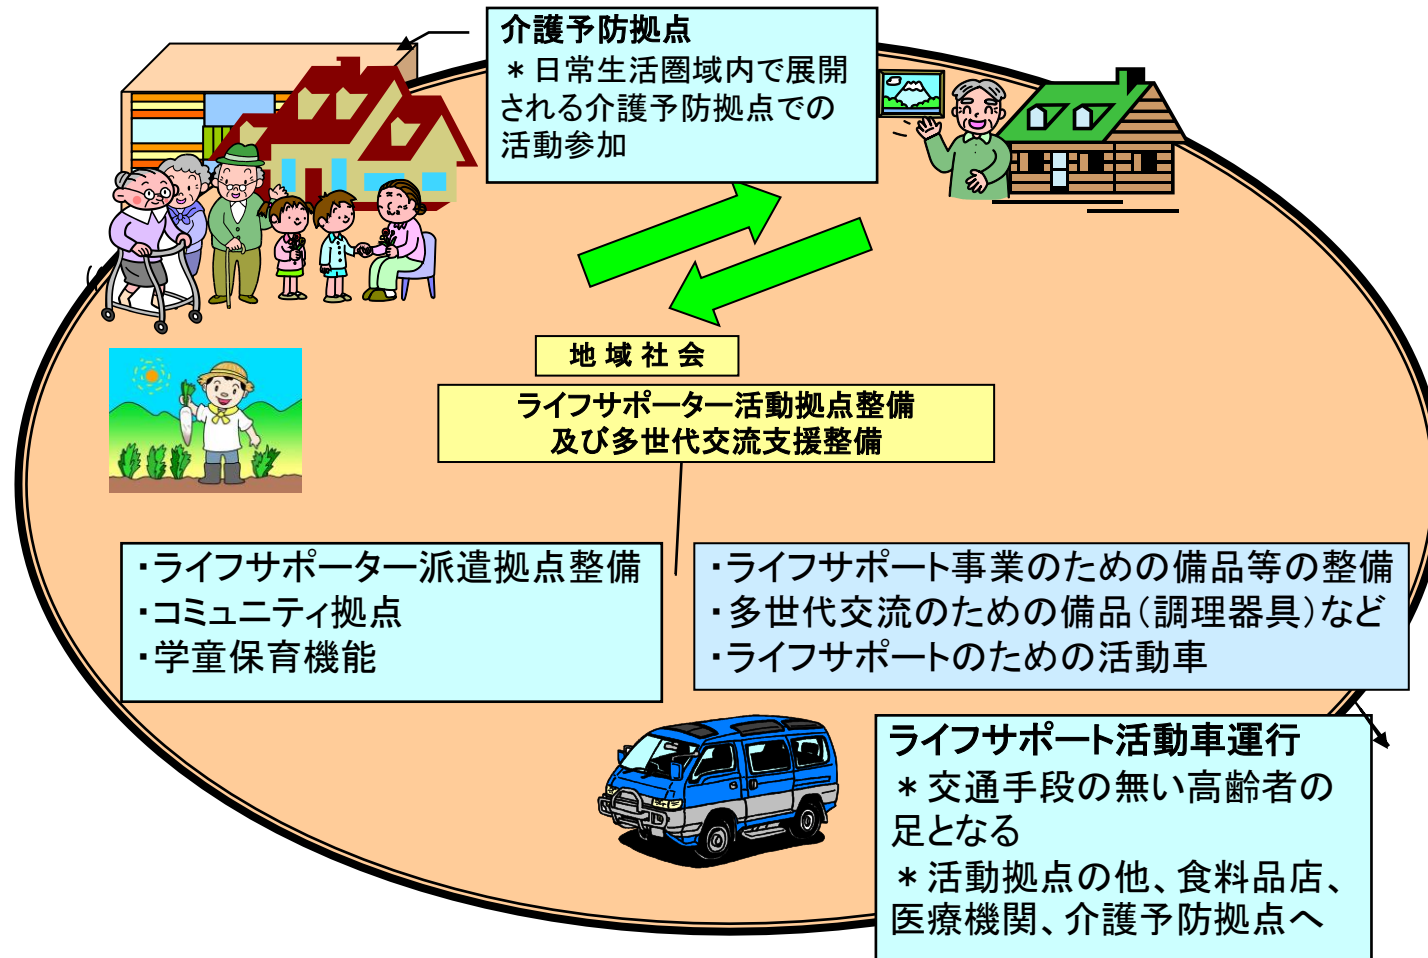 介護予防拠点
＊日常生活圏域内で展開
される介護予防拠点での
活動参加
地域社会
ライフサポーター活動拠点整備
及び多世代交流支援整備
・ライフサポーター派遣拠点整備
・コミュニティ拠点
・学童保育機能
・ライフサポート事業のための備品等の整備
・多世代交流のための備品（調理器具）など
・ライフサポートのための活動車
ライフサポート活動車運行
＊交通手段の無い高齢者の
足となる
＊活動拠点の他、食料品店、
医療機関、介護予防拠点へ